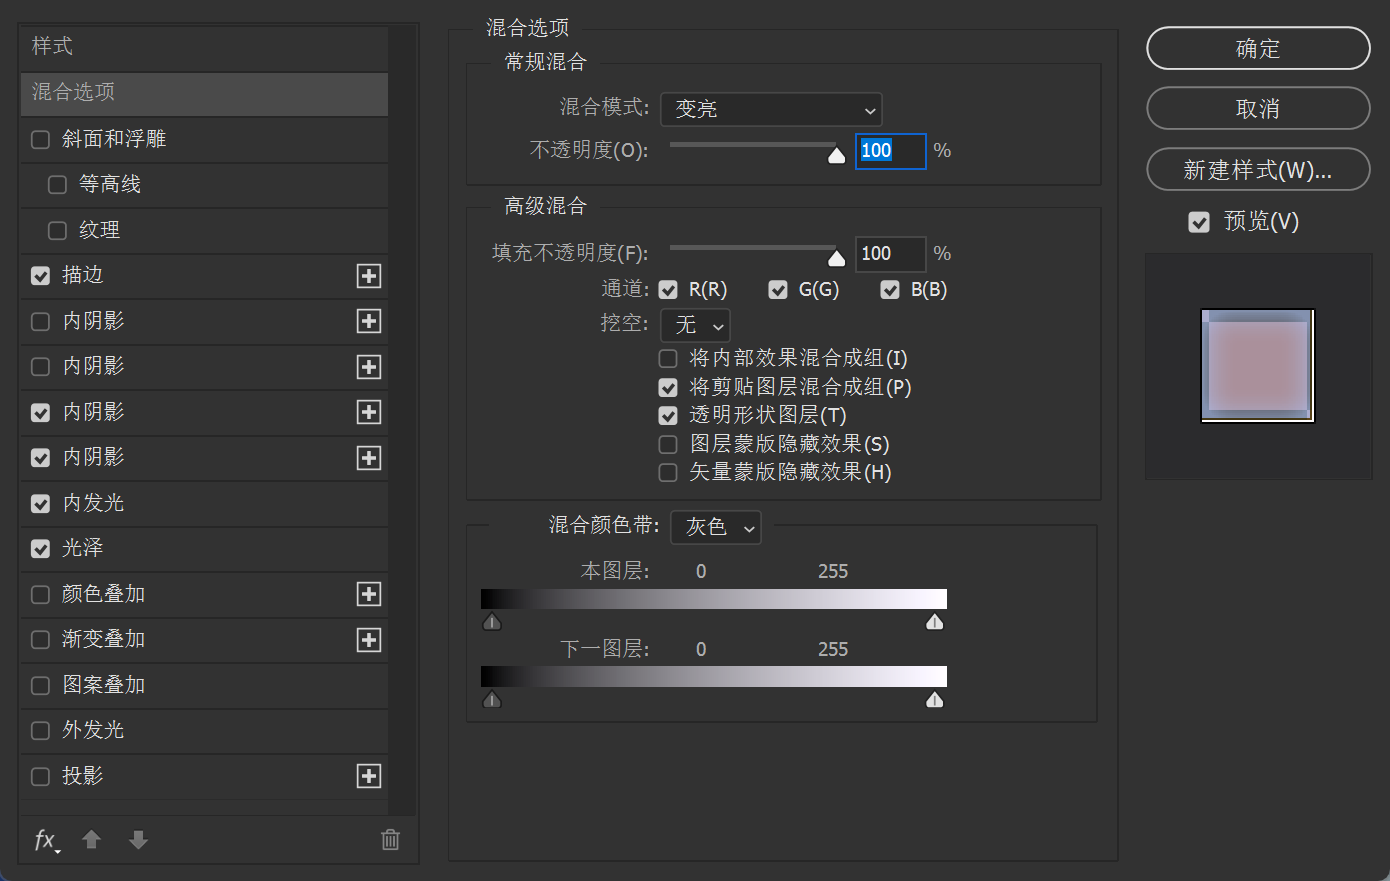 样式
混合选项
斜面和浮雕
等高线
纹理
描边
内阴影
内阴影
内阴影
内阴影
内发光
光泽
颜色叠加
渐变叠加
图案叠加
外发光
投影
fx
混合选项
常规混合
混合模式: 变亮
不透明度(O): 100 %
高级混合
填充不透明度(F): 100 %
通道: R(R) G(G) B(B)
挖空: 无
将内部效果混合成组(I)
将剪贴图层混合成组(P)
透明形状图层(T)
图层蒙版隐藏效果(S)
矢量蒙版隐藏效果(H)
混合颜色带: 灰色
本图层: 0 255
下一图层: 0 255
确定
取消
新建样式(W)...
预览(V)